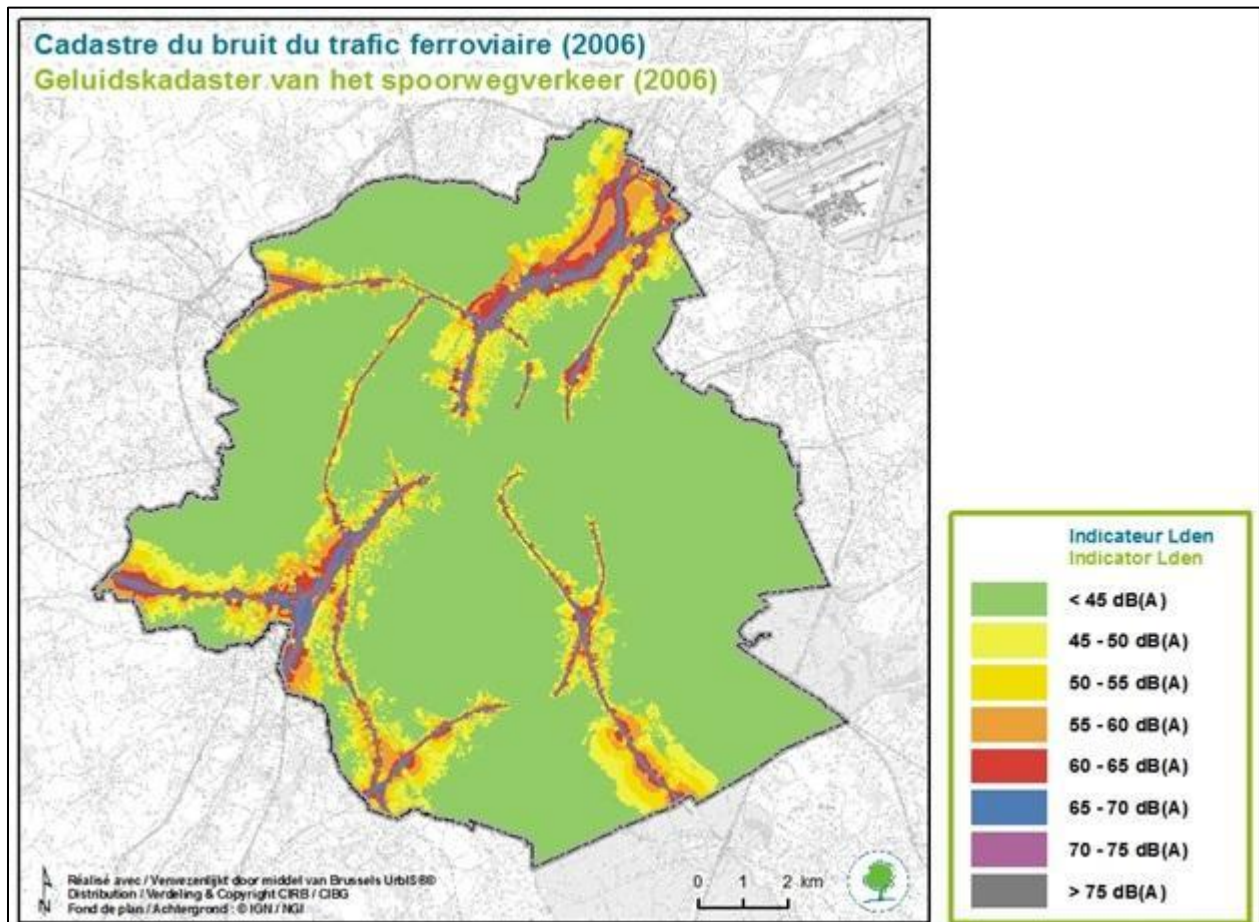 Cadastre du bruit du trafic ferroviaire (2006)
Geluidskadaster van het spoorwegverkeer (2006)
Indicateur Lden
Indicator Lden
< 45 dB(A)
45 - 50 dB(A)
50 - 55 dB(A)
55 - 60 dB(A)
60 - 65 dB(A)
65 - 70 dB(A)
70 - 75 dB(A)
> 75 dB(A)
N
Réalisé avec / Verwezenlijkt door middel van Brussels UrbIS®©
Distribution / Verdeling & Copyright CIRB / CIBG
Fond de plan / Achtergrond : © IGN / NGI
0 1 2 km